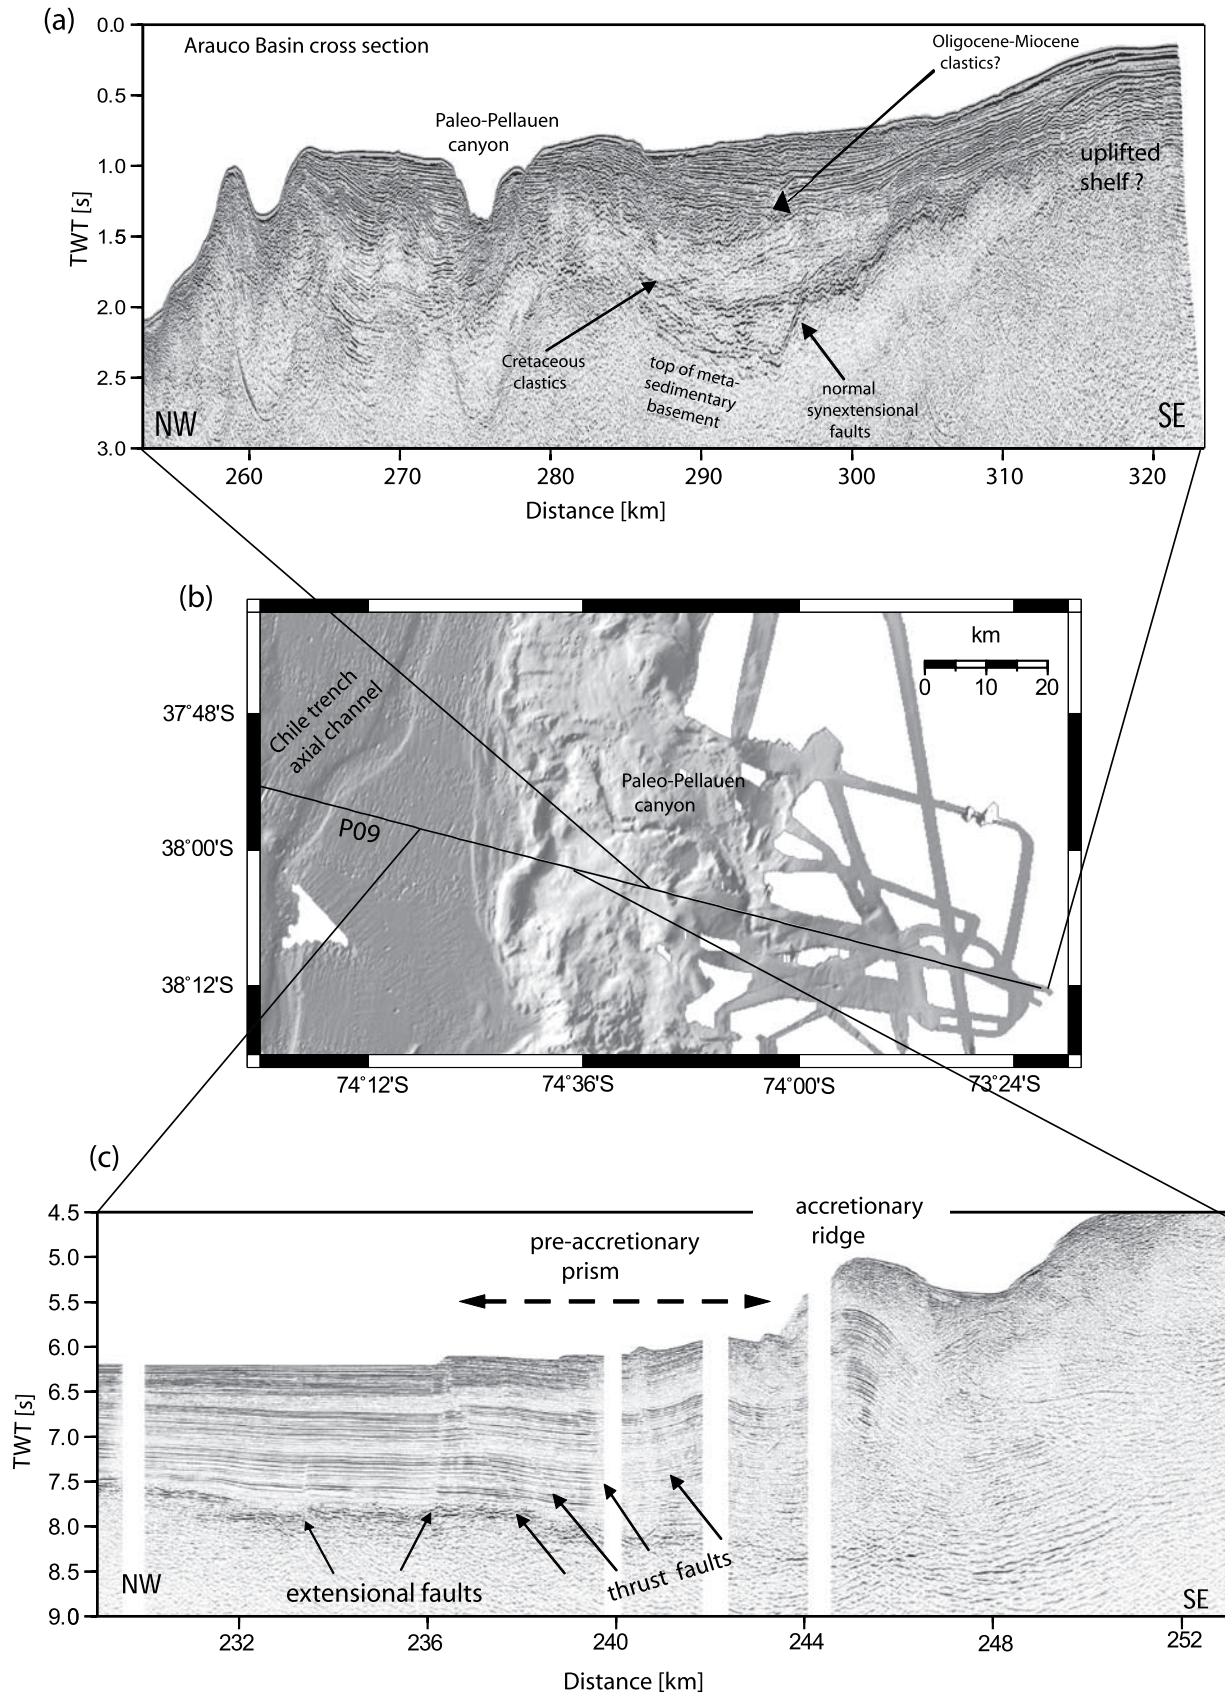 (a)
0.0
Arauco Basin cross section
Oligocene-Miocene
clastics?
0.5
Paleo-Pellauen
canyon
1.0
uplifted
shelf ?
TWT [s]
1.5
2.0
Cretaceous
clastics
top of meta-
sedimentary
basement
normal
synextensional
faults
2.5
NW
SE
3.0
260
270
280
290
300
310
320
Distance [km]
(b)
km
0
10
20
37°48'S
Chile trench
axial channel
Paleo-Pellauen
canyon
P09
38°00'S
38°12'S
74°12'S
74°36'S
74°00'S
73°24'S
(c)
4.5
accretionary
ridge
pre-accretionary
prism
5.0
5.5
6.0
6.5
TWT [s]
7.0
7.5
8.0
8.5
9.0
NW
extensional faults
thrust faults
SE
232
236
240
244
248
252
Distance [km]